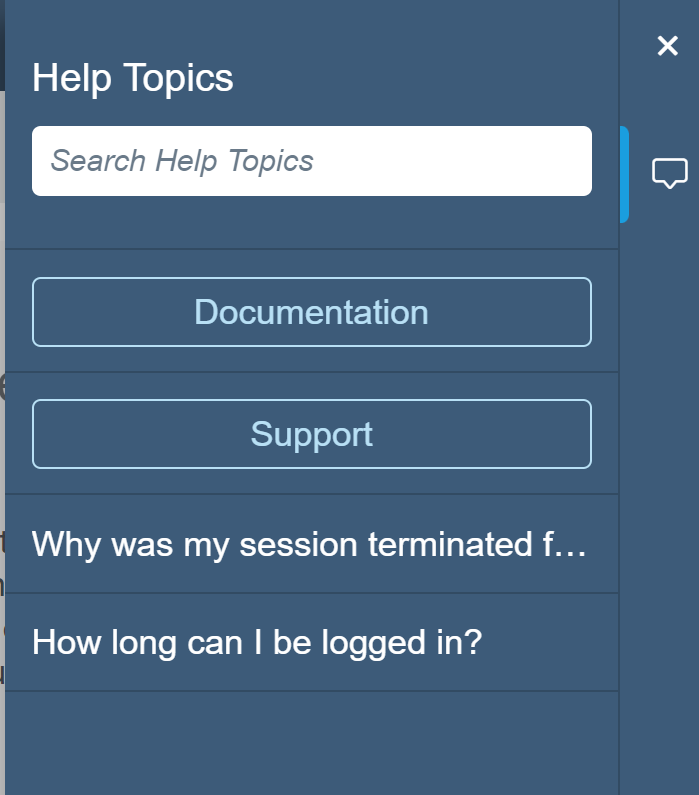 Help Topics
Search Help Topics
Documentation
Support
Why was my session terminated f...
How long can I be logged in?